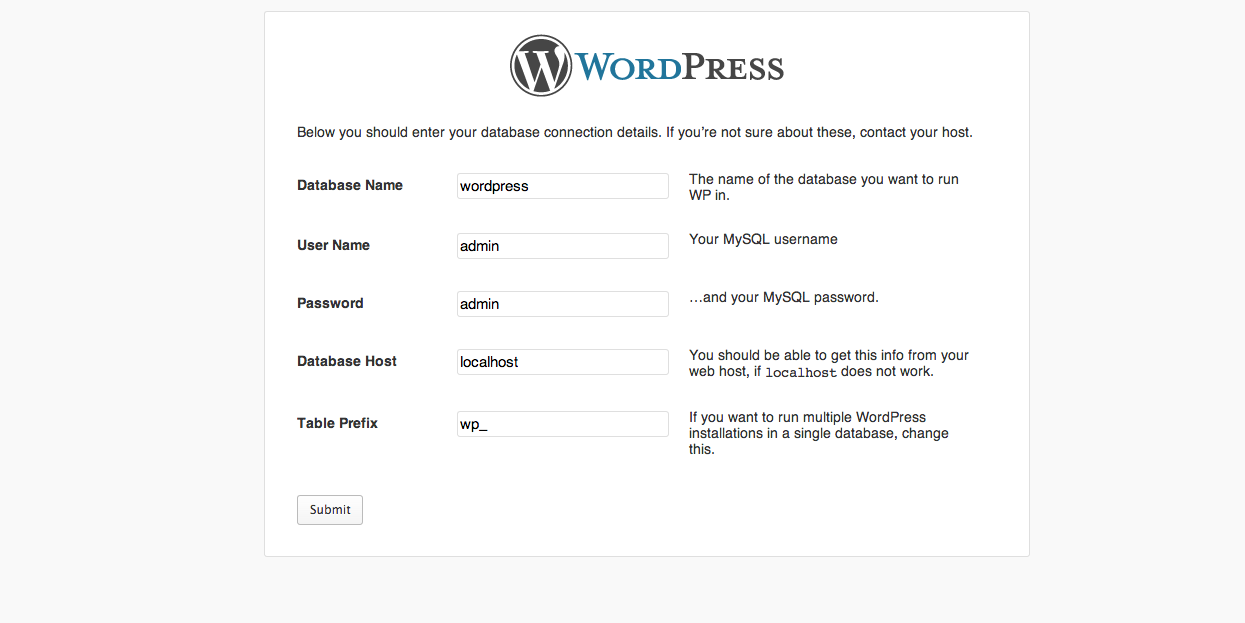 WORDPRESS
Below you should enter your database connection details. If you’re not sure about these, contact your host.
Database Name
wordpress
The name of the database you want to run
WP in.
User Name
admin
Your MySQL username
Password
admin
…and your MySQL password.
Database Host
localhost
You should be able to get this info from your
web host, if localhost does not work.
Table Prefix
wp_
If you want to run multiple WordPress
installations in a single database, change
this.
Submit